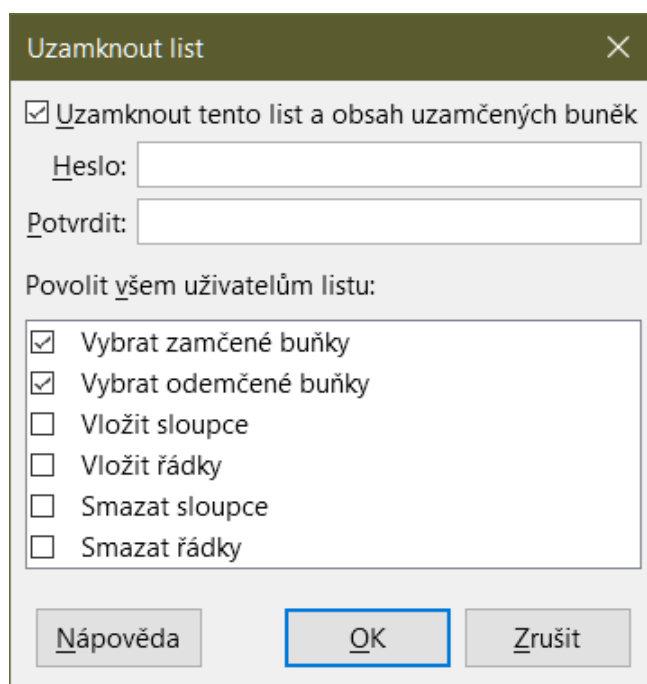 Uzamknout list
Uzamknout tento list a obsah uzamčených buněk
Heslo:
Potvrdit:
Povolit všem uživatelům listu:
Vybrat zamčené buňky
Vybrat odemčené buňky
Vložit sloupce
Vložit řádky
Smazat sloupce
Smazat řádky
Nápověda OK Zrušit